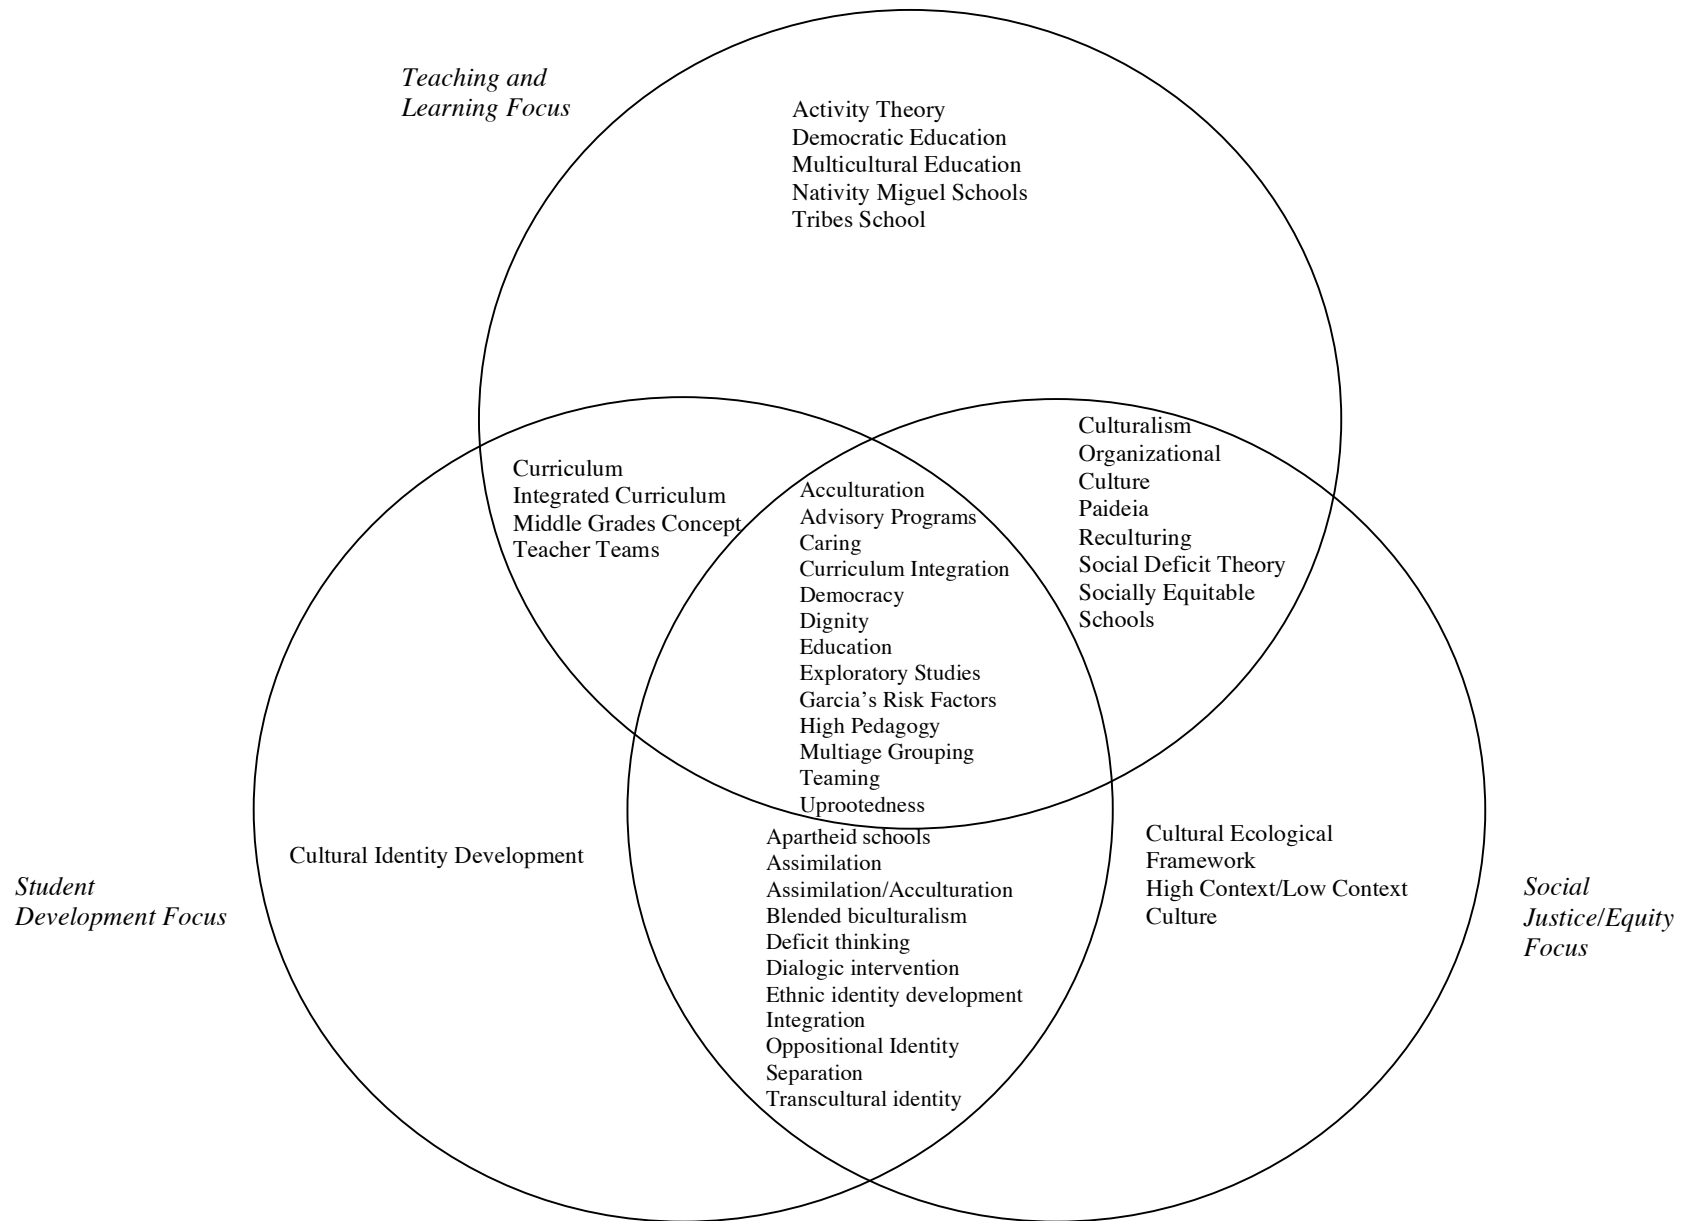 Teaching and
Learning Focus
Activity Theory
Democratic Education
Multicultural Education
Nativity Miguel Schools
Tribes School
Curriculum
Integrated Curriculum
Middle Grades Concept
Teacher Teams
Acculturation
Advisory Programs
Caring
Curriculum Integration
Democracy
Dignity
Education
Exploratory Studies
Garcia’s Risk Factors
High Pedagogy
Multiage Grouping
Teaming
Uprootedness
Culturalism
Organizational
Culture
Paideia
Reculturing
Social Deficit Theory
Socially Equitable
Schools
Student
Development Focus
Cultural Identity Development
Apartheid schools
Assimilation
Assimilation/Acculturation
Blended biculturalism
Deficit thinking
Dialogic intervention
Ethnic identity development
Integration
Oppositional Identity
Separation
Transcultural identity
Cultural Ecological
Framework
High Context/Low Context
Culture
Social
Justice/Equity
Focus